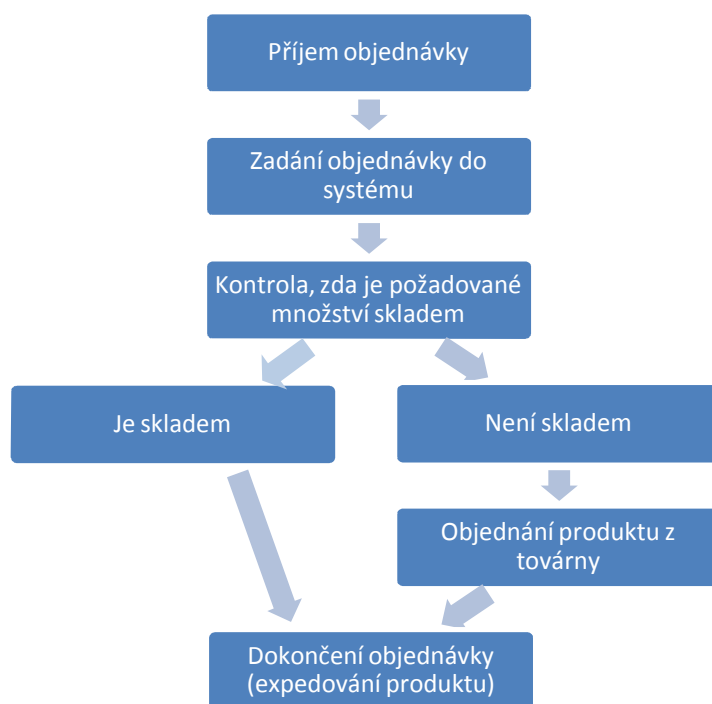 Příjem objednávky
Zadání objednávky do
systému
Kontrola, zda je požadované
množství skladem
Je skladem
Není skladem
Objednání produktu z
továrny
Dokončení objednávky
(expedování produktu)